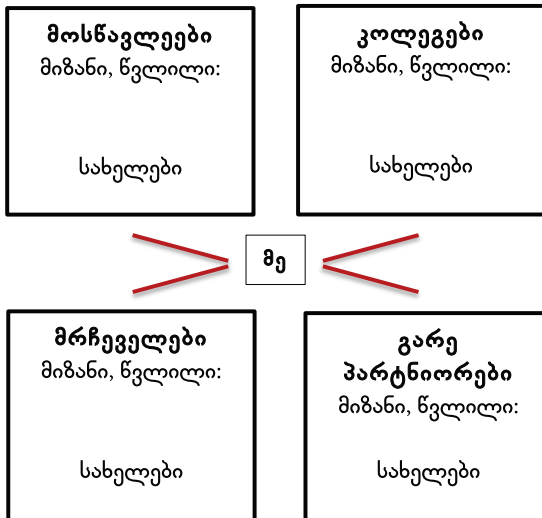 მოსწავლეები
მიზანი, წვლილი:
სახელები
კოლეგები
მიზანი, წვლილი:
სახელები
მე
მრჩეველები
მიზანი, წვლილი:
სახელები
გარე
პარტნიორები
მიზანი, წვლილი:
სახელები